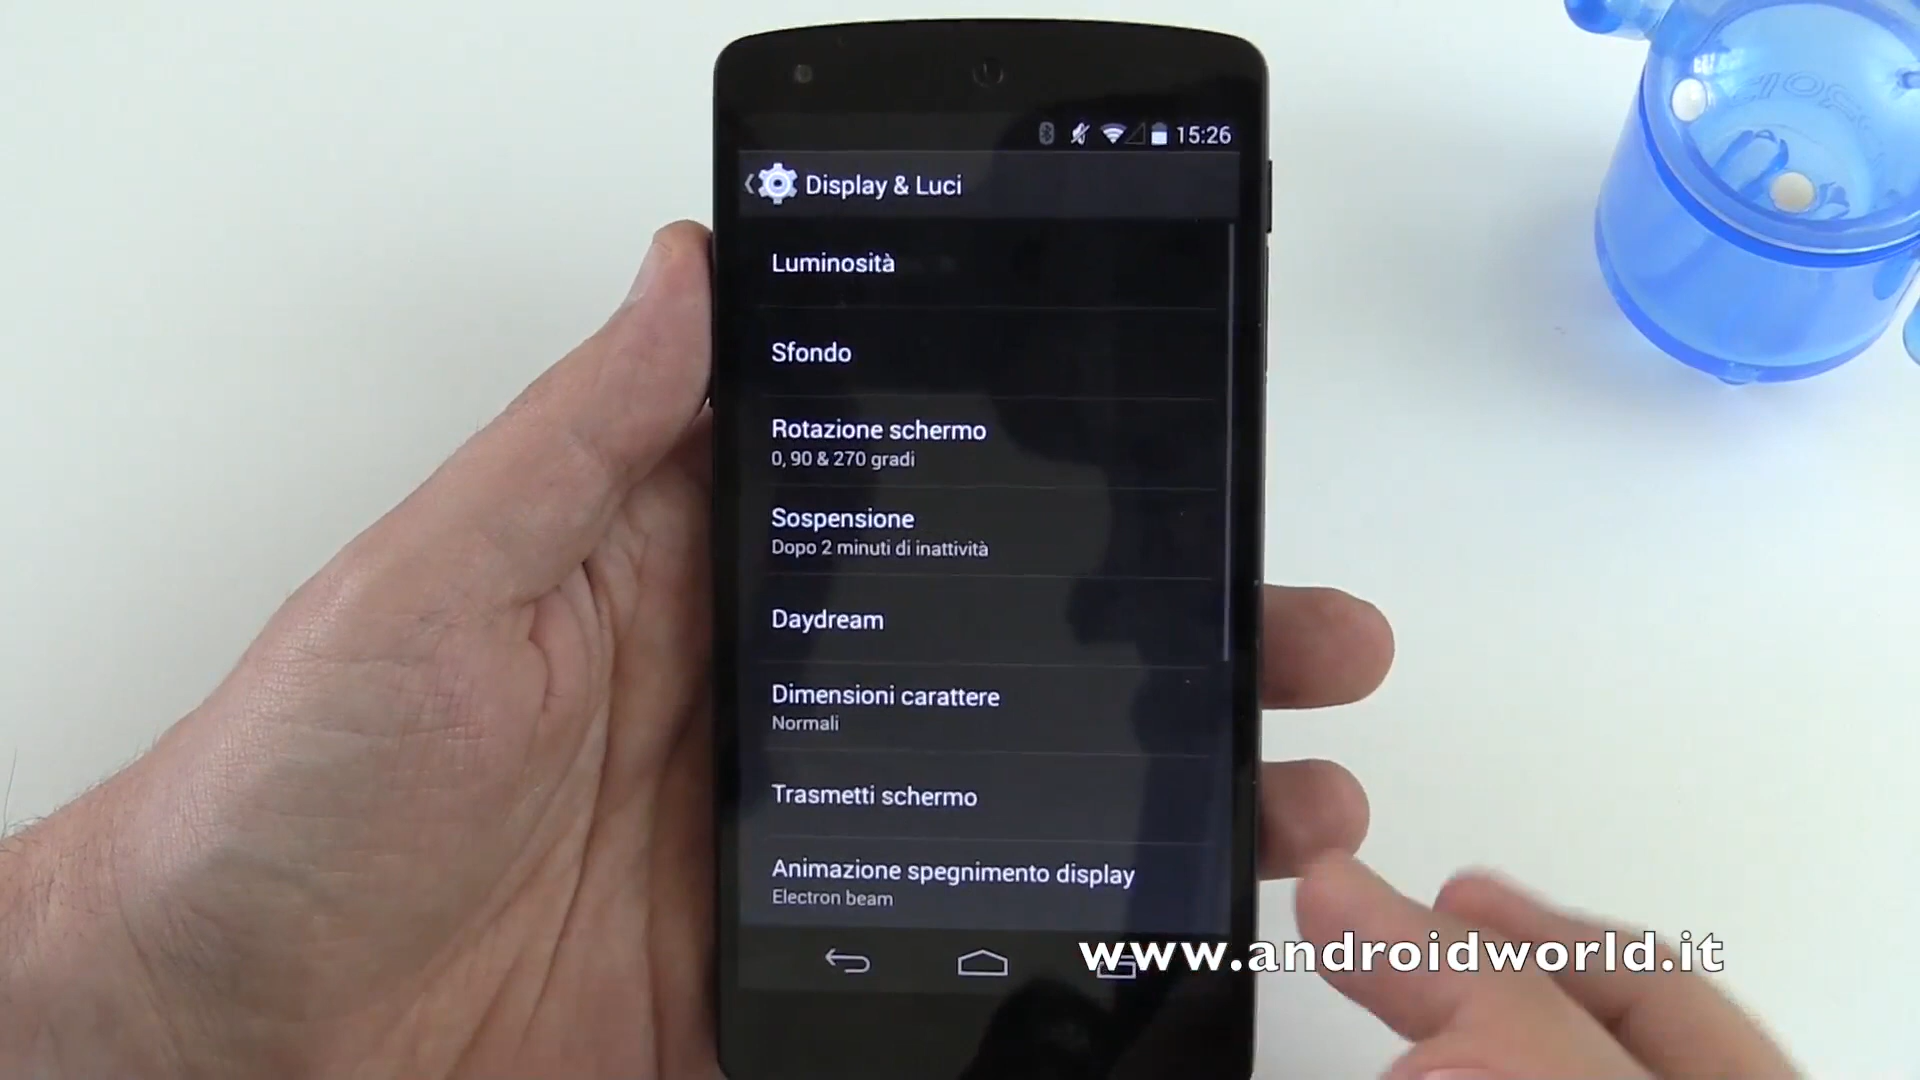 15:26
Display & Luci
Luminosità
Sfondo
Rotazione schermo
0, 90 & 270 gradi
Sospensione
Dopo 2 minuti di inattività
Daydream
Dimensioni carattere
Normali
Trasmetti schermo
Animazione spegnimento display
Electron beam
www.androidworld.it